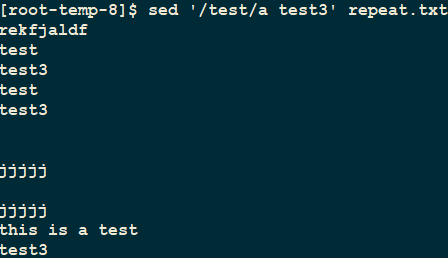 [root-temp-8]$ sed '/test/a test3' repeat.txt
rekfjaldf
test
test3
test
test3
jjjjj
jjjjj
this is a test
test3